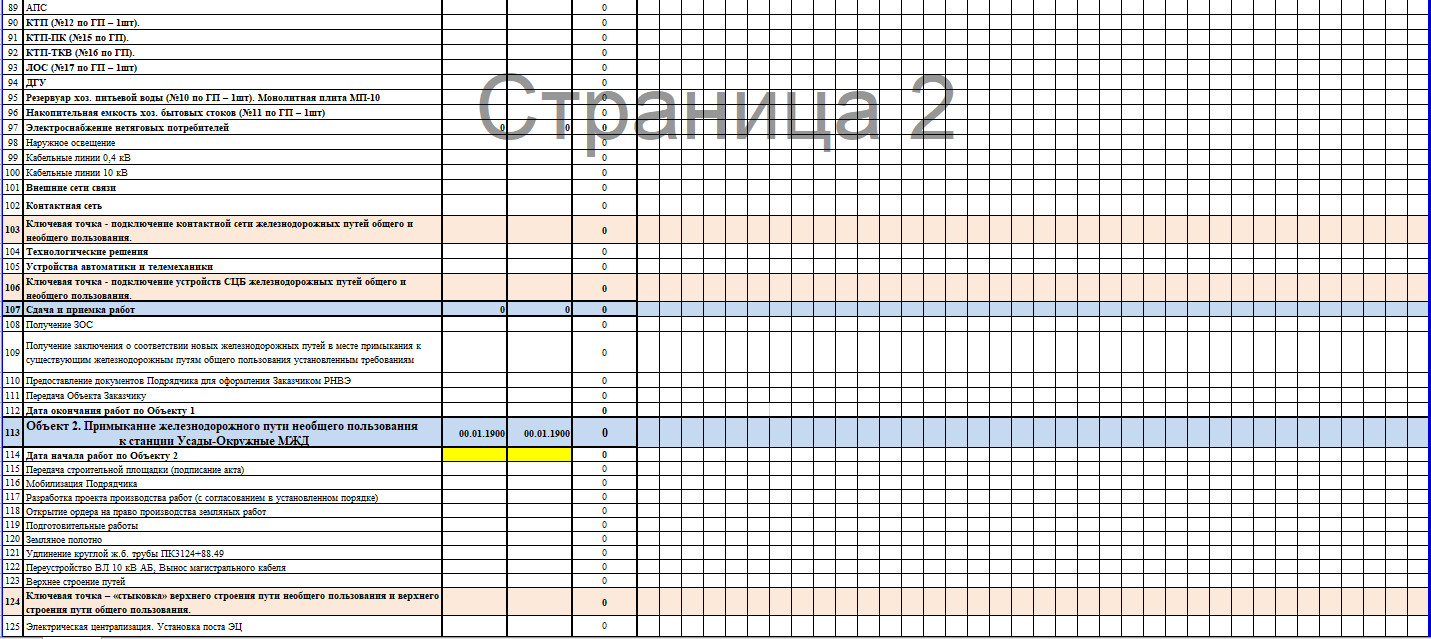 89 АПС 0
90 КТП (№12 по ГП – 1шт). 0
91 КТП-ПК (№15 по ГП). 0
92 КТП-ТКВ (№16 по ГП). 0
93 ЛОС (№17 по ГП – 1шт) 0
94 ДГУ 0
95 Резервуар хоз. питьевой воды (№10 по ГП – 1шт). Монолитная плита МП-10 0
96 Накопительная емкость хоз. бытовых стоков (№11 по ГП – 1шт) 0
Страница 2
97 Электроснабжение нетяговых потребителей 0 0 0
98 Наружное освещение 0
99 Кабельные линии 0,4 кВ 0
100 Кабельные линии 10 кВ 0
101 Внешние сети связи 0
102 Контактная сеть 0
103 Ключевая точка - подключение контактной сети железнодорожных путей общего и
необщего пользования. 0
104 Технологические решения 0
105 Устройства автоматики и телемеханики 0
106 Ключевая точка - подключение устройств СЦБ железнодорожных путей общего и
необщего пользования. 0
107 Сдача и приемка работ 0 0 0
108 Получение ЗОС 0
109 Получение заключения о соответствии новых железнодорожных путей в месте примыкания к
существующим железнодорожным путям общего пользования установленным требованиям 0
110 Предоставление документов Подрядчика для оформления Заказчиком РНВЭ 0
111 Передача Объекта Заказчику 0
112 Дата окончания работ по Объекту 1 0
113 Объект 2. Примыкание железнодорожного пути необщего пользования
к станции Усады-Окружные МЖД 00.01.1900 00.01.1900 0
114 Дата начала работ по Объекту 2 0
115 Передача строительной площадки (подписание акта) 0
116 Мобилизация Подрядчика 0
117 Разработка проекта производства работ (с согласованием в установленном порядке) 0
118 Открытие ордера на право производства земляных работ 0
119 Подготовительные работы 0
120 Земляное полотно 0
121 Удлинение круглой ж.б. трубы ПК3124+88.49 0
122 Переустройство ВЛ 10 кВ АБ, Вынос магистрального кабеля 0
123 Верхнее строение путей 0
124 Ключевая точка – «стыковка» верхнего строения пути необщего пользования и верхнего
строения пути общего пользования. 0
125 Электрическая централизация. Установка поста ЭЦ 0